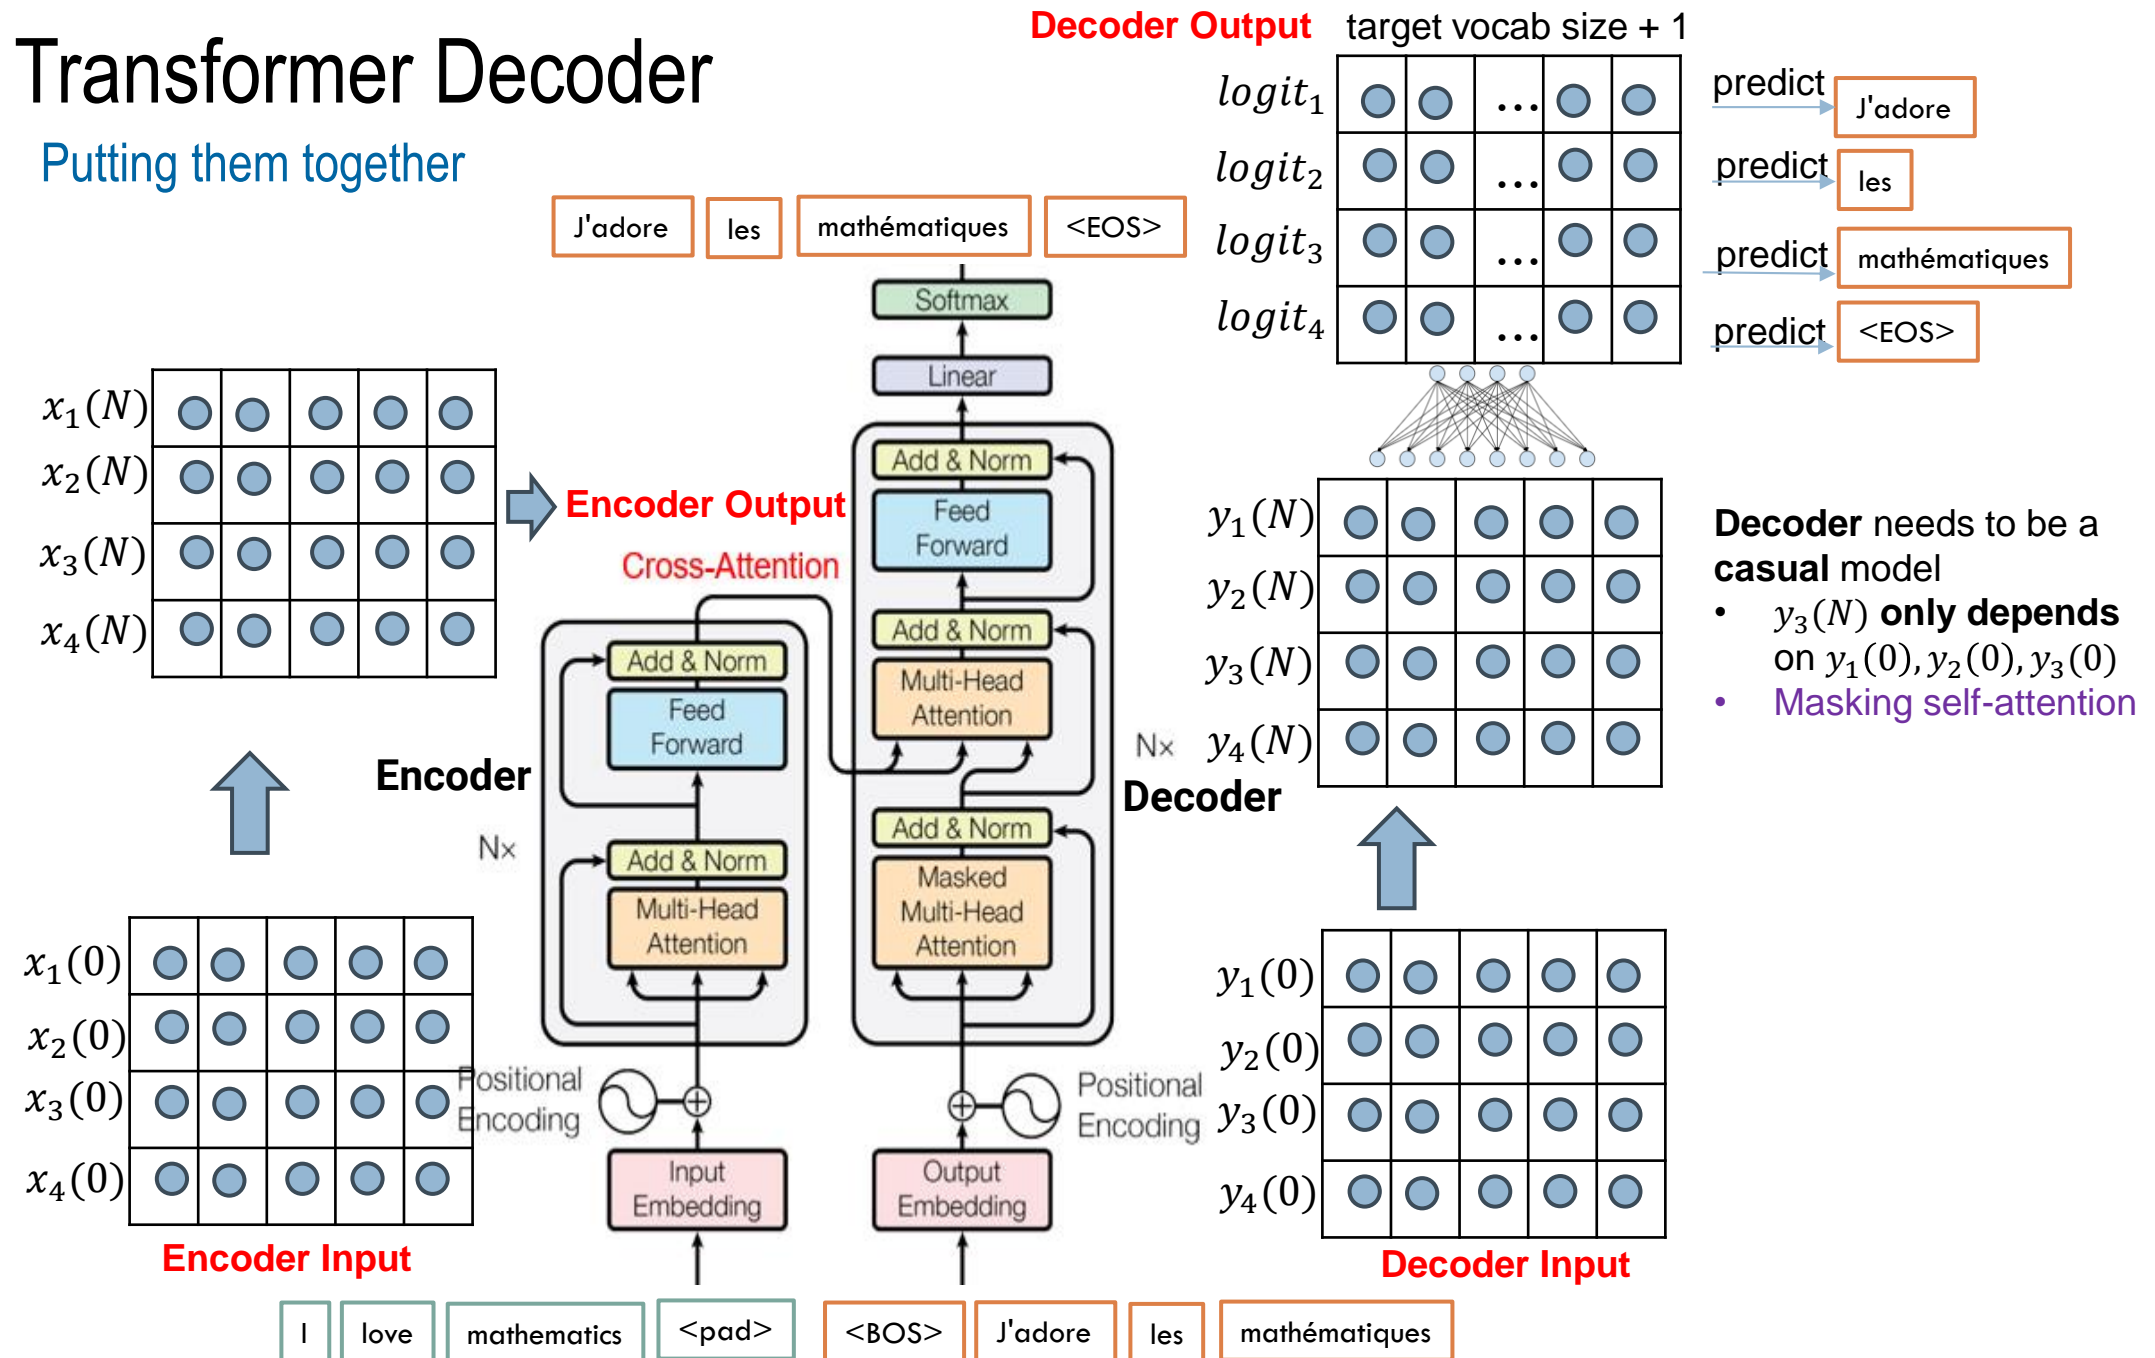 Transformer Decoder
Putting them together
Decoder Output
target vocab size + 1
logit₁
logit₂
logit₃
logit₄
...
...
...
...
predict
J'adore
predict
les
predict
mathématiques
predict
<EOS>
J'adore
les
mathématiques
<EOS>
Softmax
Linear
Add & Norm
Feed
Forward
Add & Norm
Multi-Head
Attention
Add & Norm
Masked
Multi-Head
Attention
N×
Decoder
Positional
Encoding
Output
Embedding
x₁(N)
x₂(N)
x₃(N)
x₄(N)
Encoder Output
Cross-Attention
Add & Norm
Feed
Forward
Add & Norm
Multi-Head
Attention
Encoder
N×
Positional
Encoding
Input
Embedding
x₁(0)
x₂(0)
x₃(0)
x₄(0)
Encoder Input
y₁(N)
y₂(N)
y₃(N)
y₄(N)
Decoder needs to be a
casual model
• y₃(N) only depends
on y₁(0), y₂(0), y₃(0)
• Masking self-attention
y₁(0)
y₂(0)
y₃(0)
y₄(0)
Decoder Input
I
love
mathematics
<pad>
<BOS>
J'adore
les
mathématiques